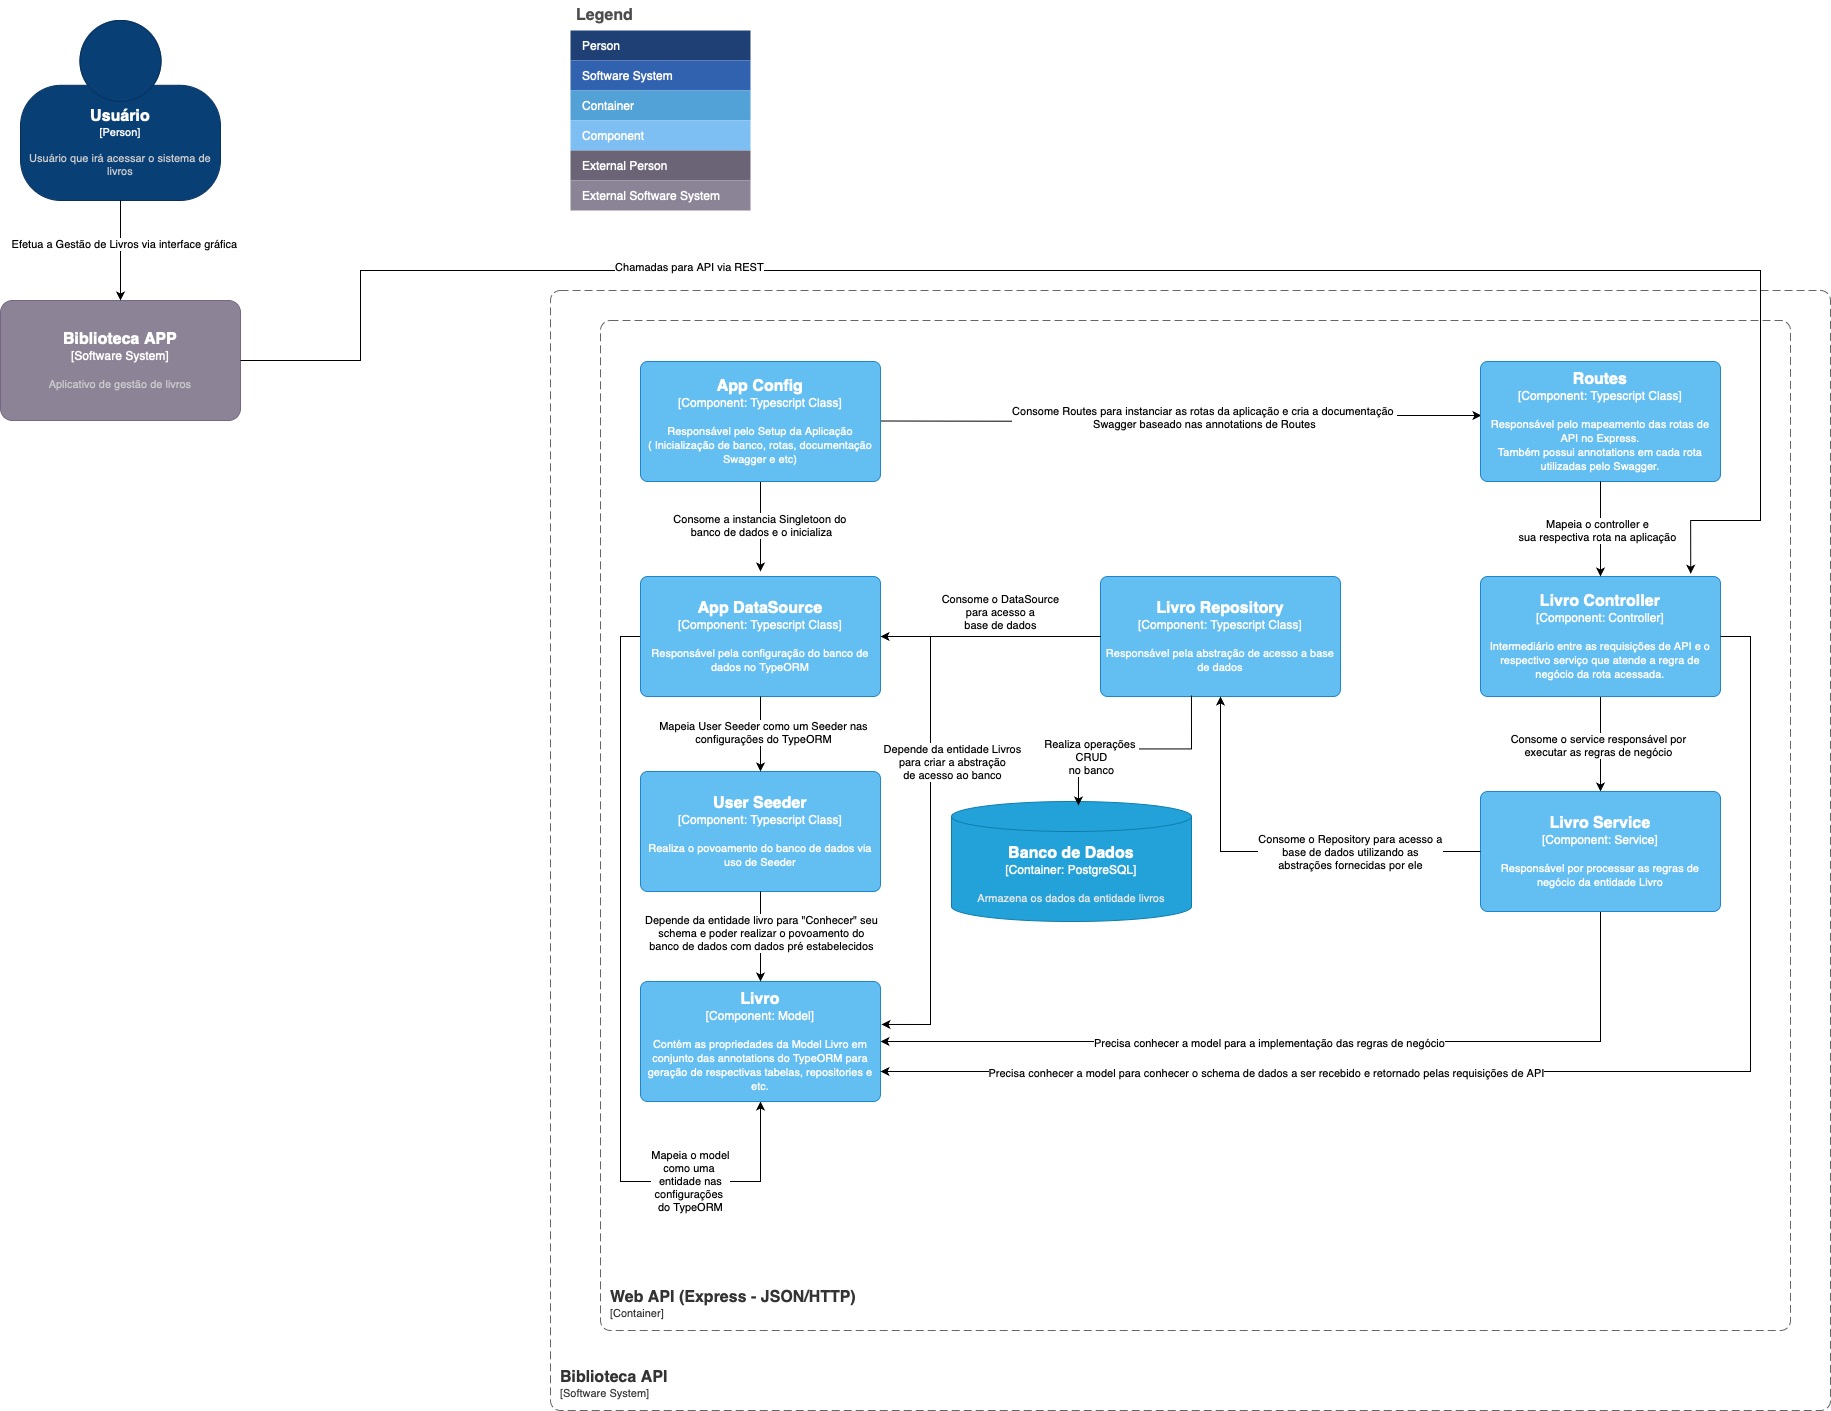 Legend
Person
Software System
Container
Component
External Person
External Software System
Usuário
[Person]
Usuário que irá acessar o sistema de
livros
Efetua a Gestão de Livros via interface gráfica
Biblioteca APP
[Software System]
Aplicativo de gestão de livros
Chamadas para API via REST
App Config
[Component: Typescript Class]
Responsável pelo Setup da Aplicação
( Inicialização de banco, rotas, documentação
Swagger e etc)
Consome Routes para instanciar as rotas da aplicação e cria a documentação
Swagger baseado nas annotations de Routes
Routes
[Component: Typescript Class]
Responsável pelo mapeamento das rotas de
API no Express.
Também possui annotations em cada rota
utilizadas pelo Swagger.
Consome a instancia Singletoon do
banco de dados e o inicializa
Mapeia o controller e
sua respectiva rota na aplicação
App DataSource
[Component: Typescript Class]
Responsável pela configuração do banco de
dados no TypeORM
Consome o DataSource
para acesso a
base de dados
Livro Repository
[Component: Typescript Class]
Responsável pela abstração de acesso a base
de dados
Livro Controller
[Component: Controller]
Intermediário entre as requisições de API e o
respectivo serviço que atende a regra de
negócio da rota acessada.
Mapeia User Seeder como um Seeder nas
configurações do TypeORM
Depende da entidade Livros
para criar a abstração
de acesso ao banco
Realiza operações
CRUD
no banco
Consome o service responsável por
executar as regras de negócio
User Seeder
[Component: Typescript Class]
Realiza o povoamento do banco de dados via
uso de Seeder
Banco de Dados
[Container: PostgreSQL]
Armazena os dados da entidade livros
Consome o Repository para acesso a
base de dados utilizando as
abstrações fornecidas por ele
Livro Service
[Component: Service]
Responsável por processar as regras de
negócio da entidade Livro
Depende da entidade livro para "Conhecer" seu
schema e poder realizar o povoamento do
banco de dados com dados pré estabelecidos
Livro
[Component: Model]
Contém as propriedades da Model Livro em
conjunto das annotations do TypeORM para
geração de respectivas tabelas, repositories e
etc.
Precisa conhecer a model para a implementação das regras de negócio
Precisa conhecer a model para conhecer o schema de dados a ser recebido e retornado pelas requisições de API
Mapeia o model
como uma
entidade nas
configurações
do TypeORM
Web API (Express - JSON/HTTP)
[Container]
Biblioteca API
[Software System]